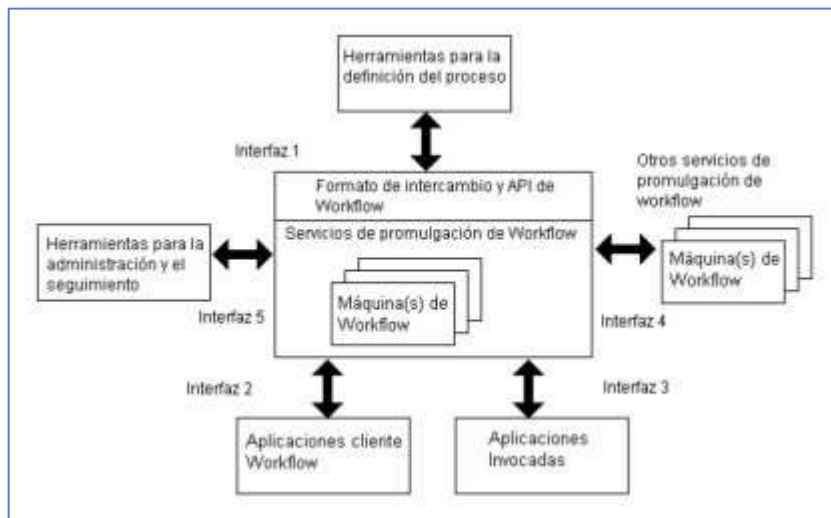 Herramientas para la
definición del proceso
Interfaz 1
Formato de intercambio y API de
Workflow
Otros servicios de
promulgación de
workflow
Herramientas para la
administración y el
seguimiento
Servicios de promulgación de Workflow
Máquina(s) de
Workflow
Máquina(s) de
Workflow
Interfaz 5
Interfaz 4
Interfaz 2
Interfaz 3
Aplicaciones cliente
Workflow
Aplicaciones
Invocadas